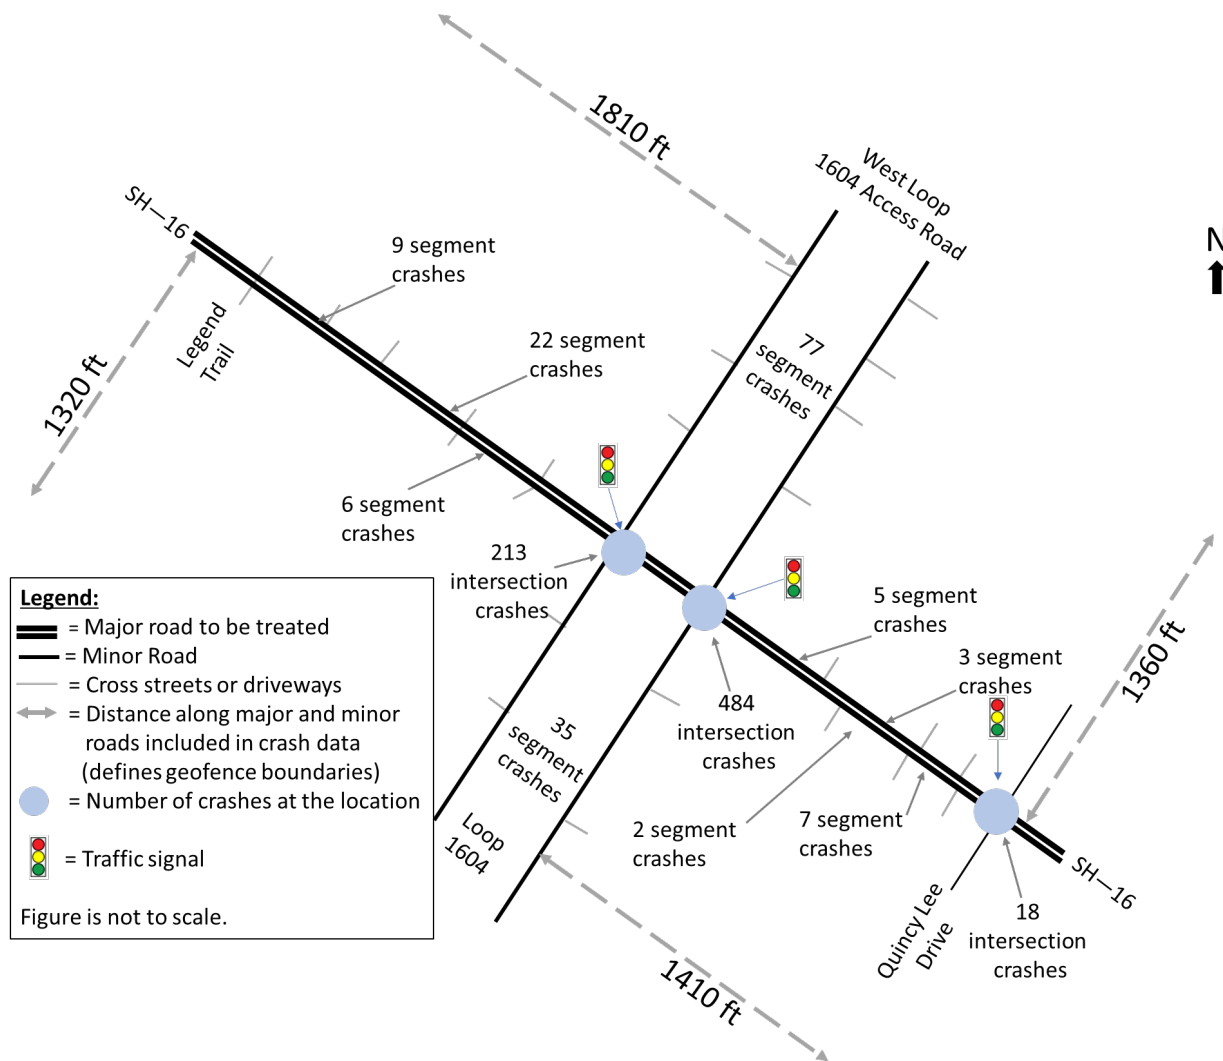 1810 ft
West Loop
1604 Access Road
SH—16
9 segment
crashes
N
Legend
Trail
22 segment
crashes
77
segment
crashes
1320 ft
6 segment
crashes
213
intersection
crashes
5 segment
crashes
3 segment
crashes
1360 ft
484
intersection
crashes
35
segment
crashes
2 segment
crashes
7 segment
crashes
Loop
1604
SH—16
Quincy Lee
Drive
18
intersection
crashes
1410 ft
Legend:
= Major road to be treated
= Minor Road
= Cross streets or driveways
= Distance along major and minor
roads included in crash data
(defines geofence boundaries)
= Number of crashes at the location
= Traffic signal
Figure is not to scale.